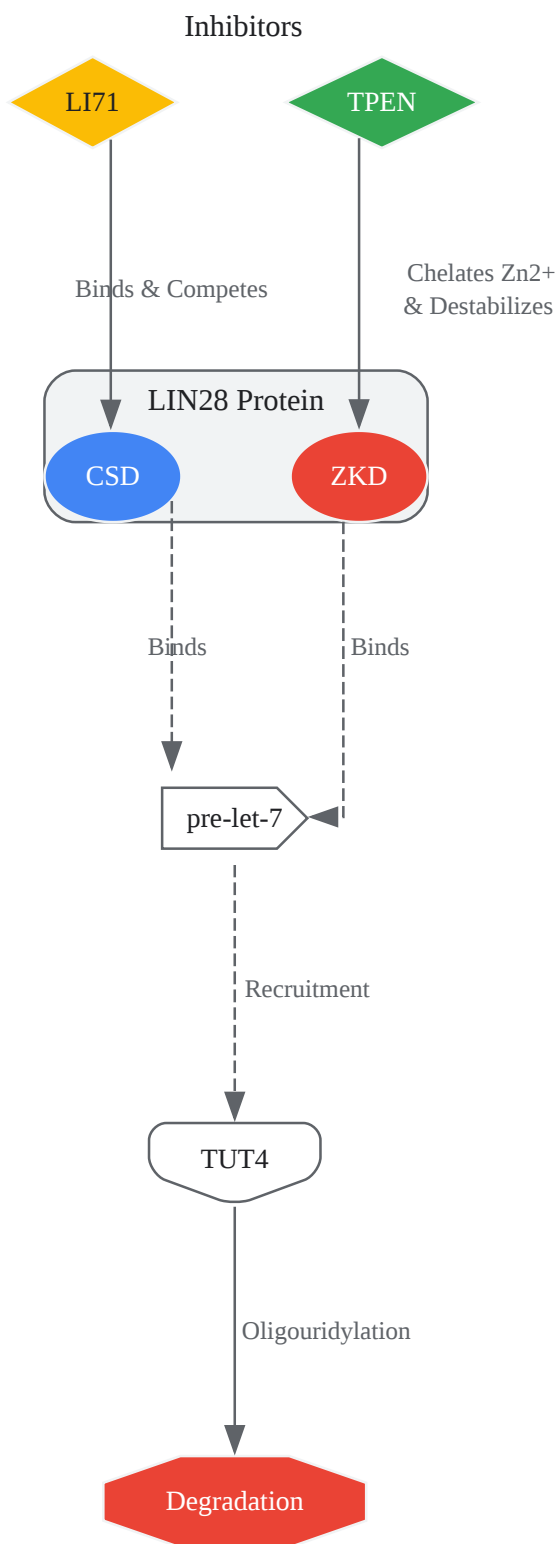 Inhibitors
LI71
TPEN
Binds & Competes
Chelates Zn2+
& Destabilizes
LIN28 Protein
CSD
ZKD
Binds
Binds
pre-let-7
Recruitment
TUT4
Oligouridylation
Degradation